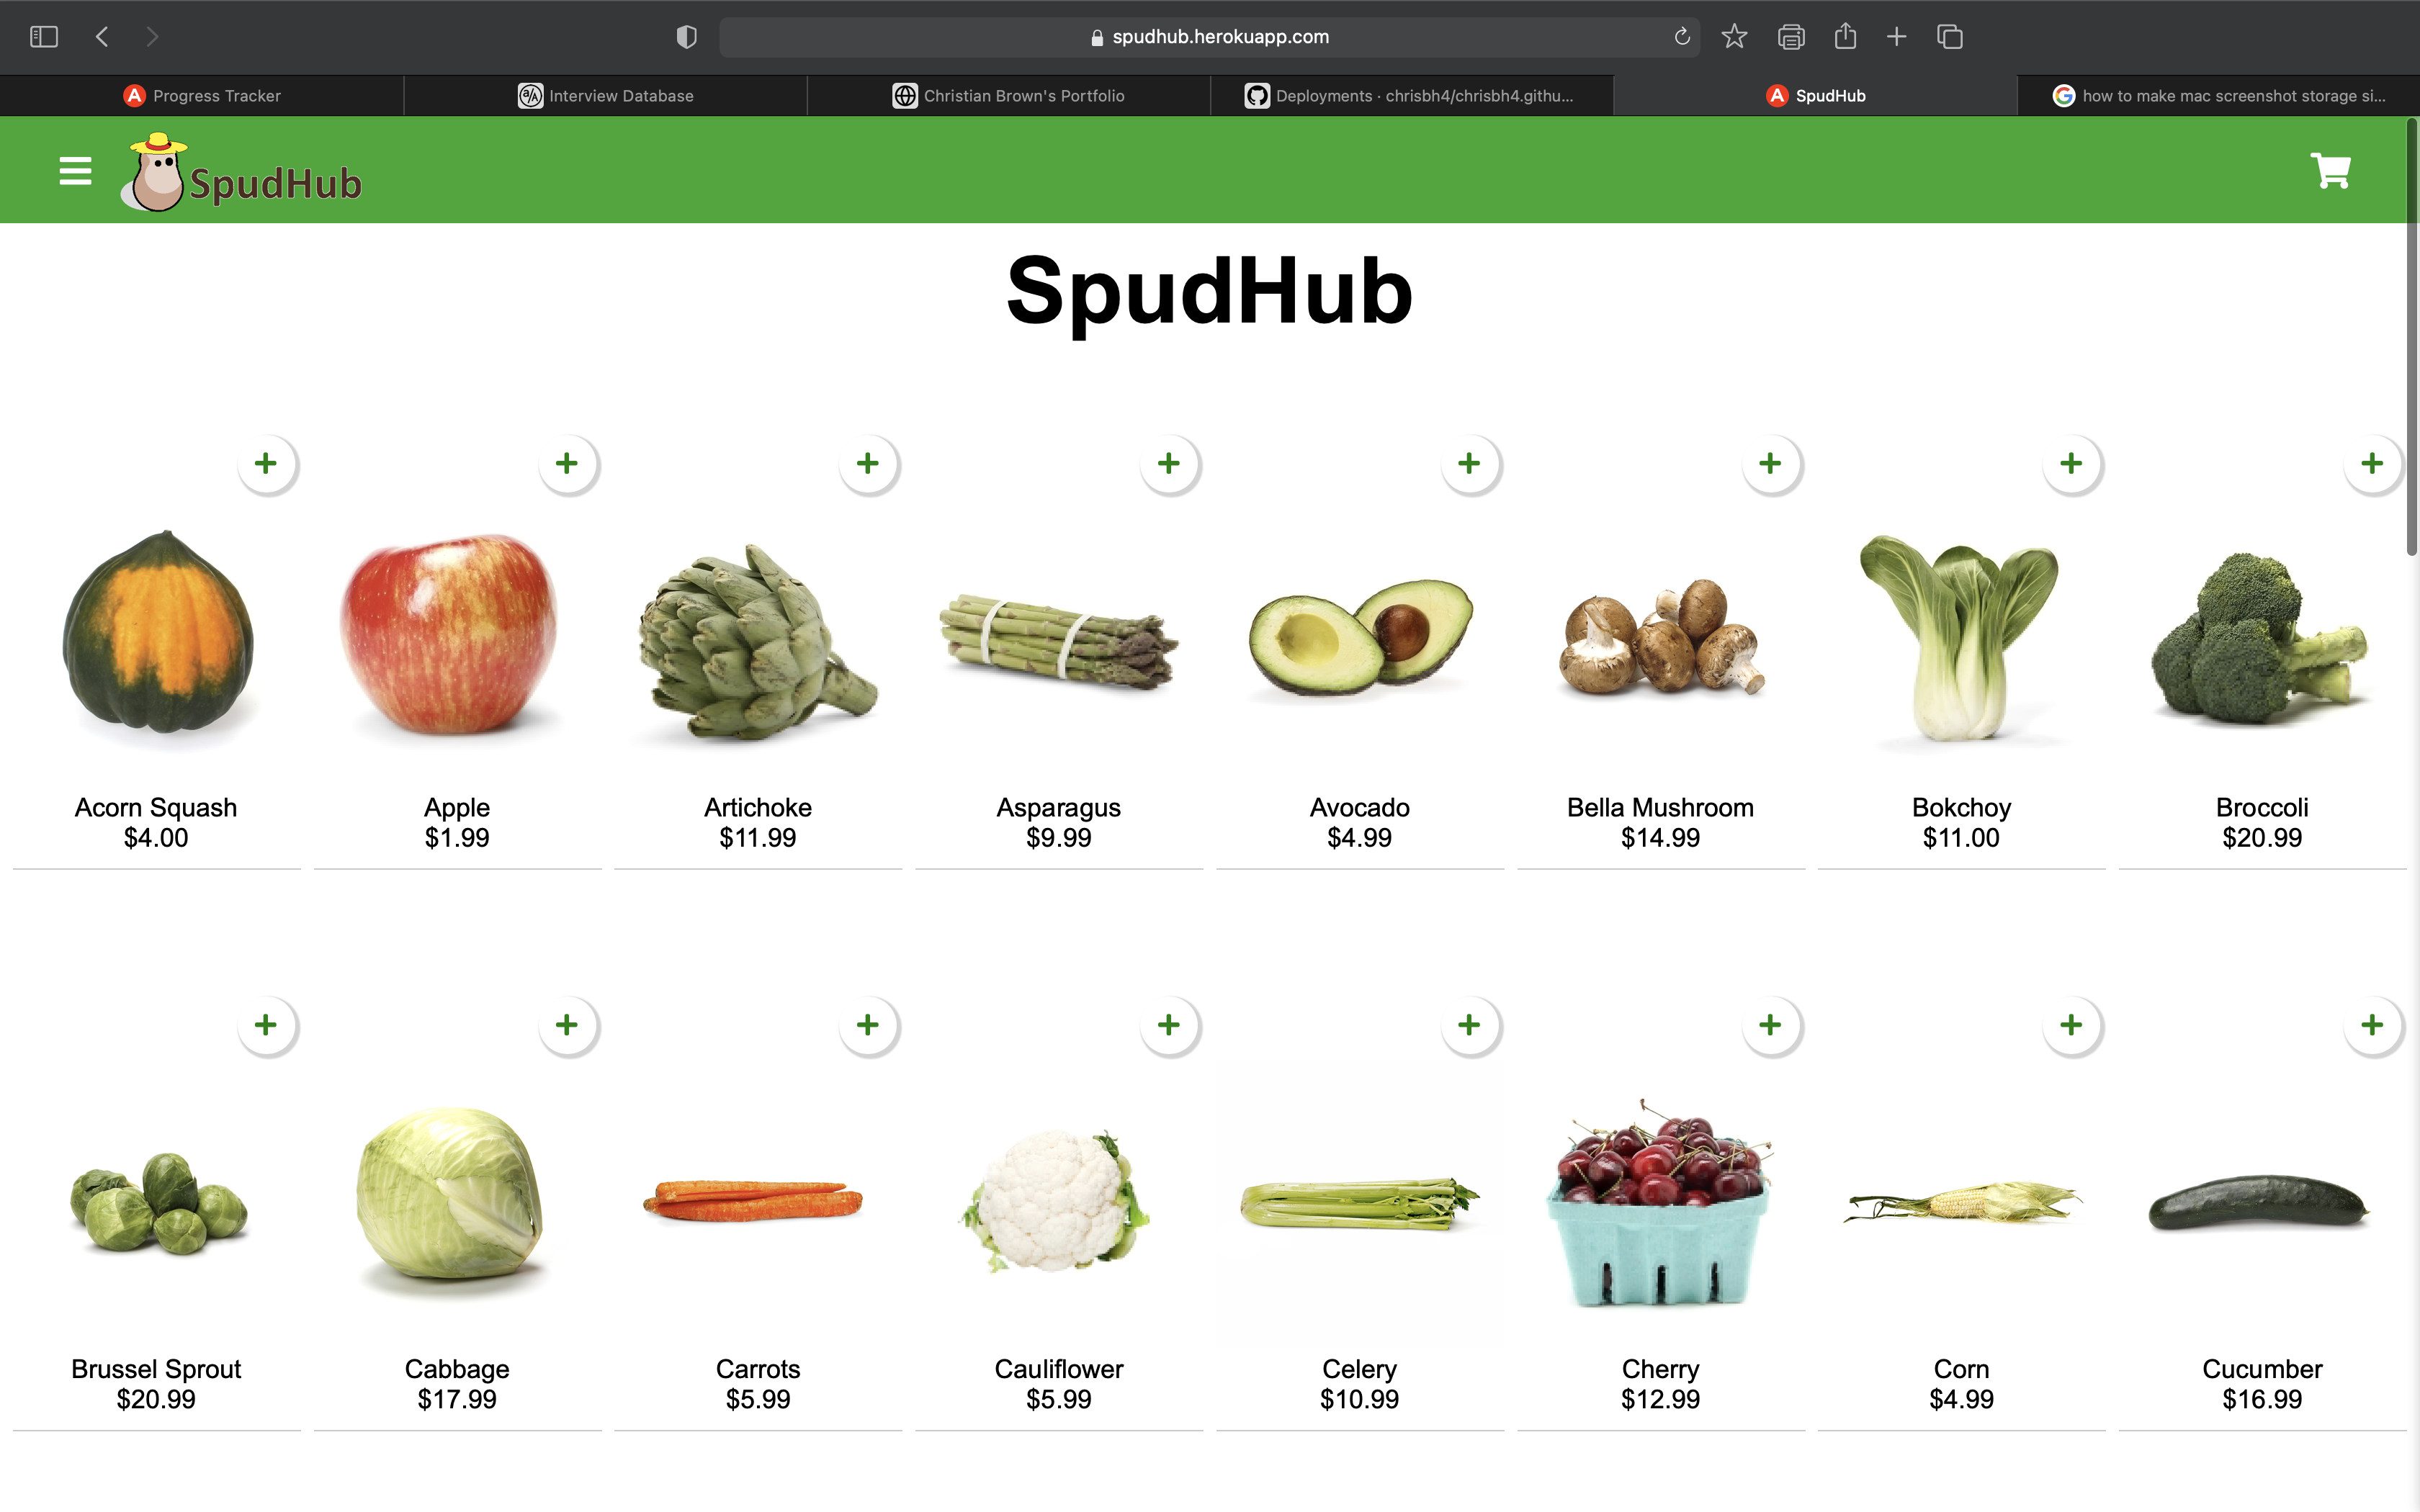 spudhub.herokuapp.com
Progress Tracker
Interview Database
Christian Brown's Portfolio
Deployments · chrisbh4/chrisbh4.githu...
SpudHub
how to make mac screenshot storage si...
SpudHub
SpudHub
Acorn Squash
$4.00
Apple
$1.99
Artichoke
$11.99
Asparagus
$9.99
Avocado
$4.99
Bella Mushroom
$14.99
Bokchoy
$11.00
Broccoli
$20.99
Brussel Sprout
$20.99
Cabbage
$17.99
Carrots
$5.99
Cauliflower
$5.99
Celery
$10.99
Cherry
$12.99
Corn
$4.99
Cucumber
$16.99